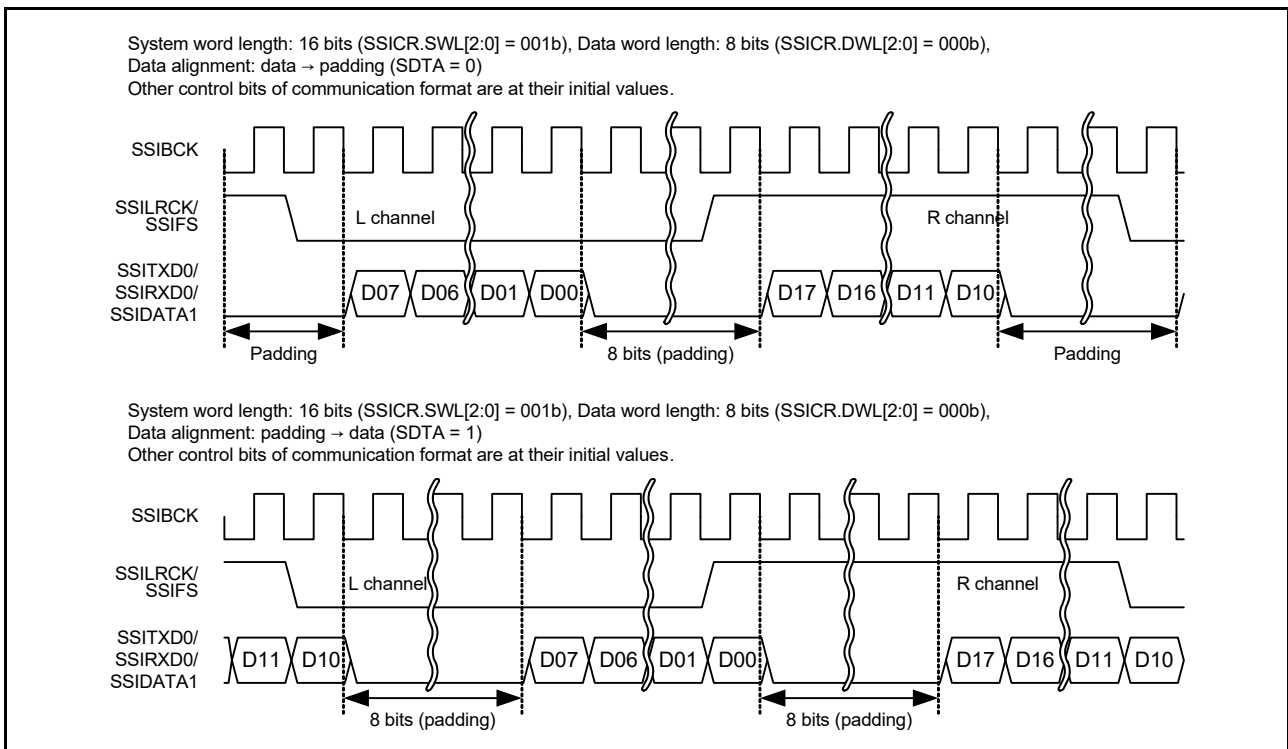 System word length: 16 bits (SSICR.SWL[2:0] = 001b), Data word length: 8 bits (SSICR.DWL[2:0] = 000b),
Data alignment: data → padding (SDTA = 0)
Other control bits of communication format are at their initial values.
SSIBCK
SSILRCK/
SSIFS
L channel
R channel
SSITXD0/
SSIRXD0/
SSIDATA1
D07 D06 D01 D00 D17 D16 D11 D10
Padding 8 bits (padding) Padding
System word length: 16 bits (SSICR.SWL[2:0] = 001b), Data word length: 8 bits (SSICR.DWL[2:0] = 000b),
Data alignment: padding → data (SDTA = 1)
Other control bits of communication format are at their initial values.
SSIBCK
SSILRCK/
SSIFS
L channel
R channel
SSITXD0/
SSIRXD0/
SSIDATA1
D11 D10 D07 D06 D01 D00 D17 D16 D11 D10
8 bits (padding) 8 bits (padding)